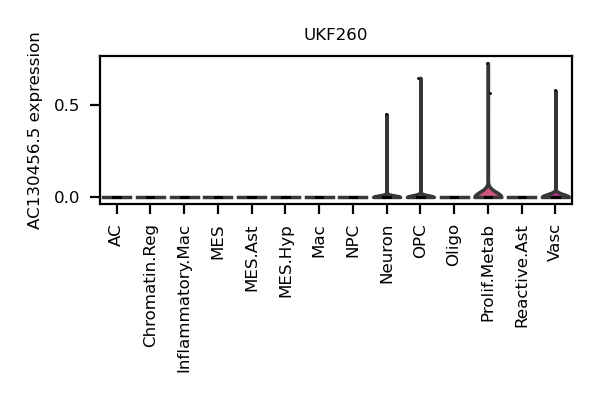 UKF260
AC130456.5 expression
0.5
0.0
AC
Chromatin.Reg
Inflammatory.Mac
MES
MES.Ast
MES.Hyp
Mac
NPC
Neuron
OPC
Oligo
Prolif.Metab
Reactive.Ast
Vasc